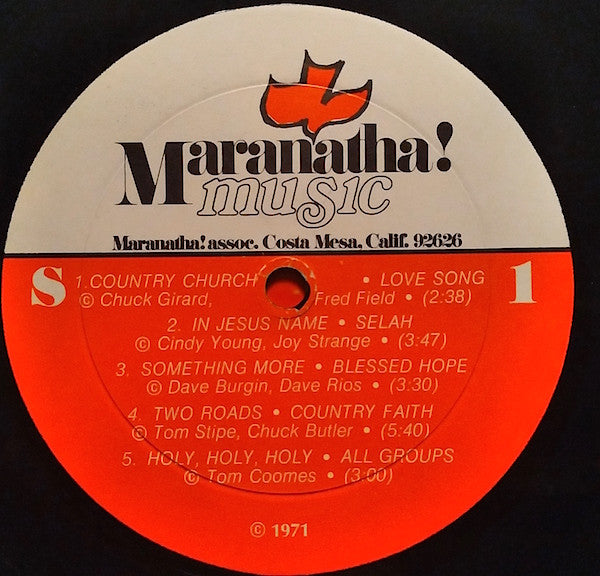 Maranatha!
music
Maranatha! assoc. Costa Mesa, Calif. 92626
S 1
1. COUNTRY CHURCH • LOVE SONG
© Chuck Girard, Fred Field • (2:38)
2. IN JESUS NAME • SELAH
© Cindy Young, Joy Strange • (3:47)
3. SOMETHING MORE • BLESSED HOPE
© Dave Burgin, Dave Rios • (3:30)
4. TWO ROADS • COUNTRY FAITH
© Tom Stipe, Chuck Butler • (5:40)
5. HOLY, HOLY, HOLY • ALL GROUPS
© Tom Coomes • (3:00)
© 1971